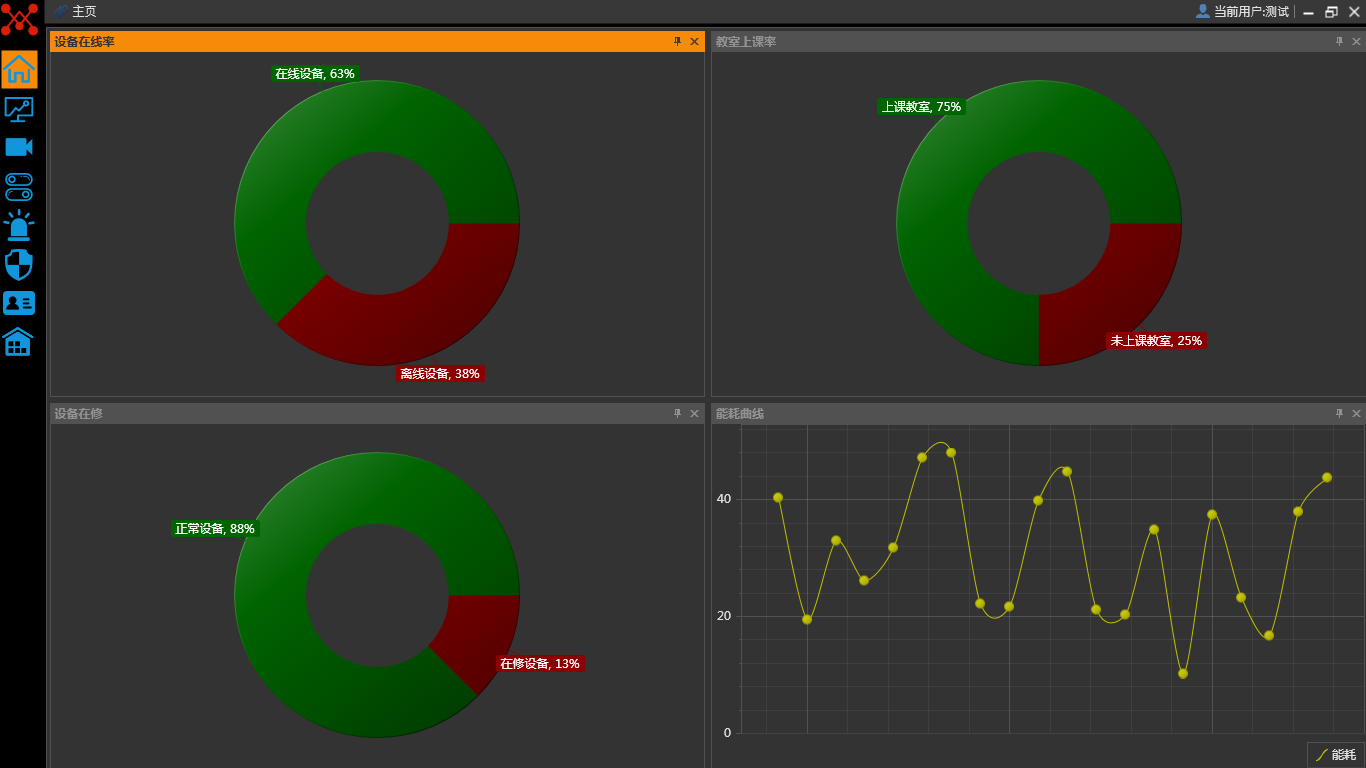 主页
当前用户:测试
设备在线率
在线设备, 63%
离线设备, 38%
教室上课率
上课教室, 75%
未上课教室, 25%
设备在修
正常设备, 88%
在修设备, 13%
能耗曲线
40
20
0
能耗